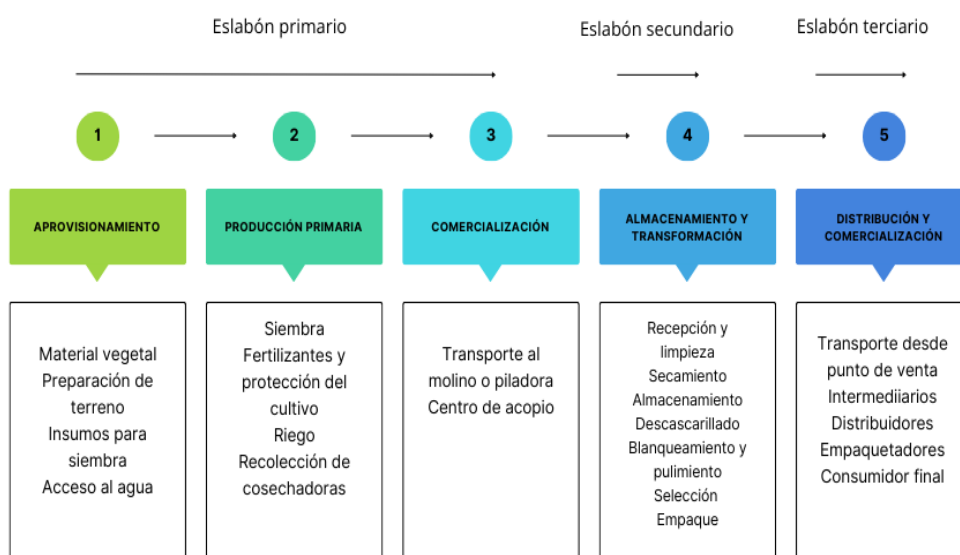 Eslabón primario
Eslabón secundario
Eslabón terciario
1
2
3
4
5
APROVISIONAMIENTO
PRODUCCIÓN PRIMARIA
COMERCIALIZACIÓN
ALMACENAMIENTO Y
TRANSFORMACIÓN
DISTRIBUCIÓN Y
COMERCIALIZACIÓN
Material vegetal
Preparación de
terreno
Insumos para
siembra
Acceso al agua
Siembra
Fertilizantes y
protección del
cultivo
Riego
Recolección de
cosechadoras
Transporte al
molino o piladora
Centro de acopio
Recepción y
limpieza
Secamiento
Almacenamiento
Descascarillado
Blanqueamiento y
pulimiento
Selección
Empaque
Transporte desde
punto de venta
Intermediiarios
Distribuidores
Empaquetadores
Consumidor final